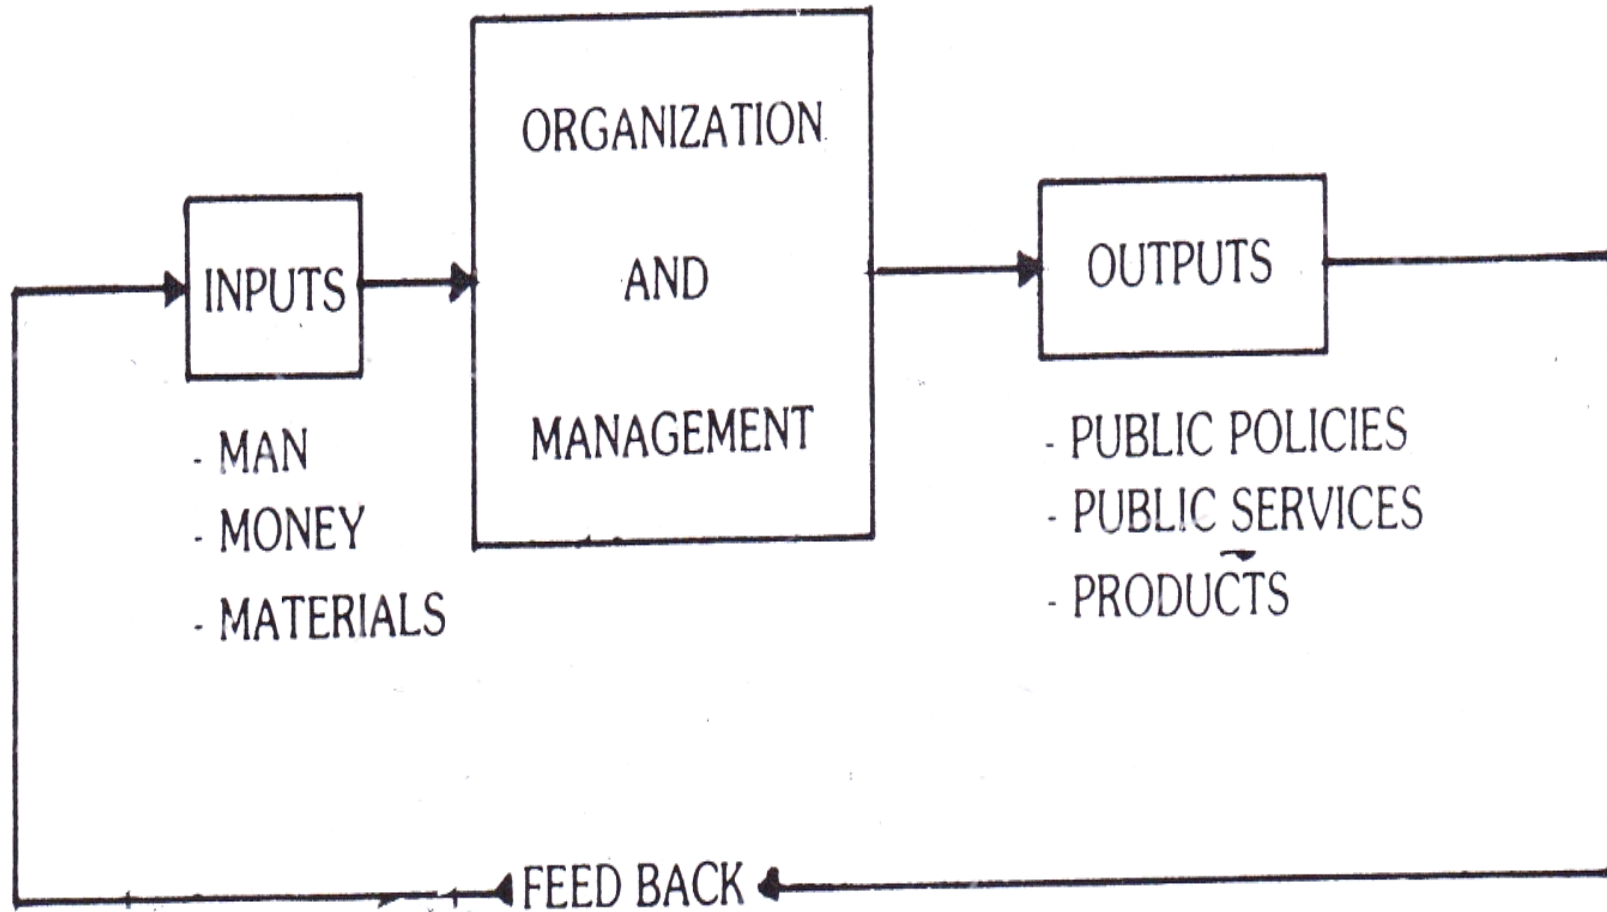 ORGANIZATION
AND
MANAGEMENT
INPUTS
- MAN
- MONEY
- MATERIALS
OUTPUTS
- PUBLIC POLICIES
- PUBLIC SERVICES
- PRODUCTS
FEED BACK